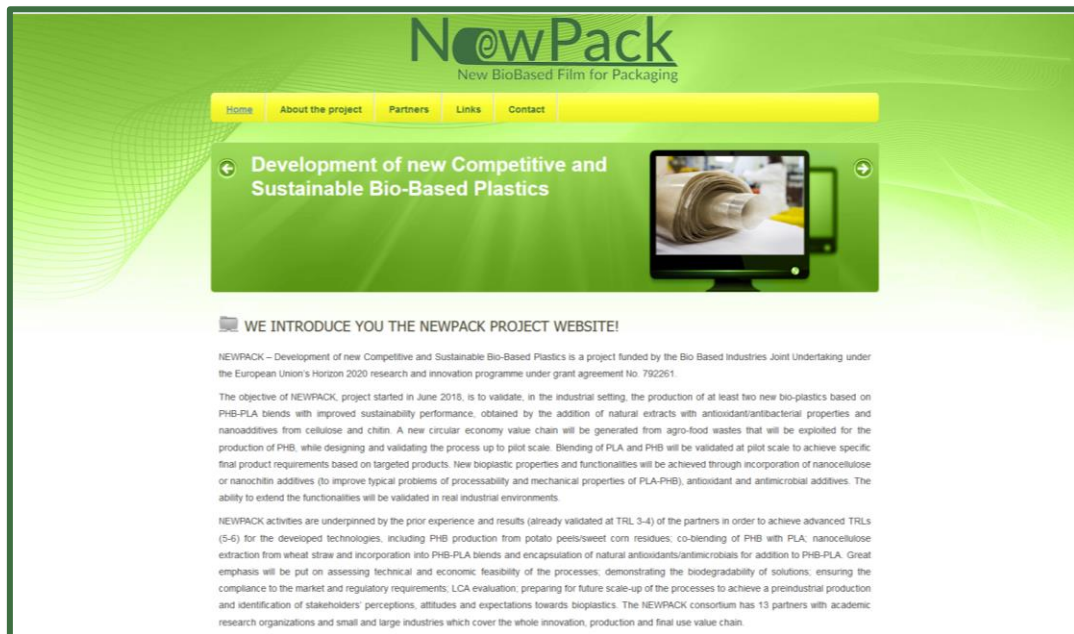 NewPack
New BioBased Film for Packaging
Home About the project Partners Links Contact
Development of new Competitive and
Sustainable Bio-Based Plastics
WE INTRODUCE YOU THE NEWPACK PROJECT WEBSITE!
NEWPACK – Development of new Competitive and Sustainable Bio-Based Plastics is a project funded by the Bio Based Industries Joint Undertaking under
the European Union's Horizon 2020 research and innovation programme under grant agreement No. 792261.
The objective of NEWPACK, project started in June 2018, is to validate, in the industrial setting, the production of at least two new bio-plastics based on
PHB-PLA blends with improved sustainability performance, obtained by the addition of natural extracts with antioxidant/antibacterial properties and
nanoadditives from cellulose and chitin. A new circular economy value chain will be generated from agro-food wastes that will be exploited for the
production of PHB, while designing and validating the process up to pilot scale. Blending of PLA and PHB will be validated at pilot scale to achieve specific
final product requirements based on targeted products. New bioplastic properties and functionalities will be achieved through incorporation of nanocellulose
or nanochitin additives (to improve typical problems of processability and mechanical properties of PLA-PHB), antioxidant and antimicrobial additives. The
ability to extend the functionalities will be validated in real industrial environments.
NEWPACK activities are underpinned by the prior experience and results (already validated at TRL 3-4) of the partners in order to achieve advanced TRLs
(5-6) for the developed technologies, including PHB production from potato peels/sweet corn residues; co-blending of PHB with PLA; nanocellulose
extraction from wheat straw and incorporation into PHB-PLA blends and encapsulation of natural antioxidants/antimicrobials for addition to PHB-PLA. Great
emphasis will be put on assessing technical and economic feasibility of the processes; demonstrating the biodegradability of solutions; ensuring the
compliance to the market and regulatory requirements; LCA evaluation; preparing for future scale-up of the processes to achieve a preindustrial production
and identification of stakeholders' perceptions, attitudes and expectations towards bioplastics. The NEWPACK consortium has 13 partners with academic
research organizations and small and large industries which cover the whole innovation, production and final use value chain.